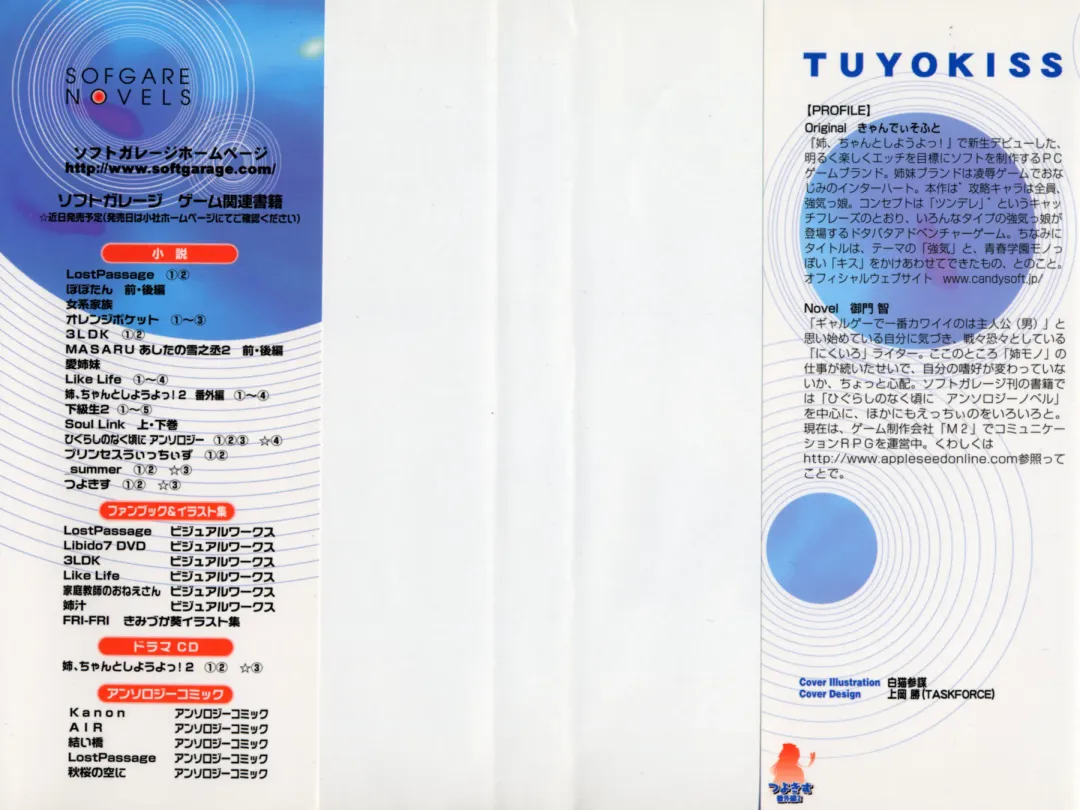 SOFGARE
NOVELS
ソフトガレージホームページ
http://www.softgarage.com/
ソフトガレージ　ゲーム関連書籍
☆近日発売予定(発売日は小社ホームページにてご確認ください)
小説
LostPassage　①②
ぽぽたん　前・後編
女系家族
オレンジポケット　①〜③
3LDK　①②
MASARU あしたの雪之丞2　前・後編
愛姉妹
Like Life　①〜④
姉、ちゃんとしようよっ!2　番外編　①〜④
下級生2　①〜⑤
Soul Link　上・下巻
ひぐらしのなく頃に アンソロジー　①②③　☆④
プリンセスうぃっちぃず　①②
_summer　①②　☆③
つよきす　①②　☆③
ファンブック&イラスト集
LostPassage　ビジュアルワークス
Libido7 DVD　ビジュアルワークス
3LDK　ビジュアルワークス
Like Life　ビジュアルワークス
家庭教師のおねえさん　ビジュアルワークス
姉汁　ビジュアルワークス
FRI-FRI　きみづか葵イラスト集
ドラマCD
姉、ちゃんとしようよっ!2　①②　☆③
アンソロジーコミック
Kanon　アンソロジーコミック
AIR　アンソロジーコミック
結い橋　アンソロジーコミック
LostPassage　アンソロジーコミック
秋桜の空に　アンソロジーコミック
TUYOKISS
【PROFILE】
Original　きゃんでぃそふと
「姉、ちゃんとしようよっ!」で新生デビューした、
明るく楽しくエッチを目標にソフトを制作するPC
ゲームブランド。姉妹ブランドは凌辱ゲームでおな
じみのインターハート。本作は〝攻略キャラは全員、
強気っ娘。コンセプトは「ツンデレ」〟というキャッ
チフレーズのとおり、いろんなタイプの強気っ娘が
登場するドタバタアドベンチャーゲーム。ちなみに
タイトルは、テーマの「強気」と、青春学園モノっ
ぽい「キス」をかけあわせてできたもの、とのこと。
オフィシャルウェブサイト　www.candysoft.jp/
Novel　御門 智
「ギャルゲーで一番カワイイのは主人公(男)」と
思い始めている自分に気づき、戦々恐々としている
「にくいろ」ライター。ここのところ「姉モノ」の
仕事が続いたせいで、自分の嗜好が変わっていな
いか、ちょっと心配。ソフトガレージ刊の書籍で
は「ひぐらしのなく頃に　アンソロジーノベル」
を中心に、ほかにもえっちぃのをいろいろと。
現在は、ゲーム制作会社「M2」でコミュニケー
ションRPGを運営中。くわしくは
http://www.appleseedonline.com参照って
ことで。
Cover Illustration　白猫参謀
Cover Design　上岡 勝(TASKFORCE)
つよきす